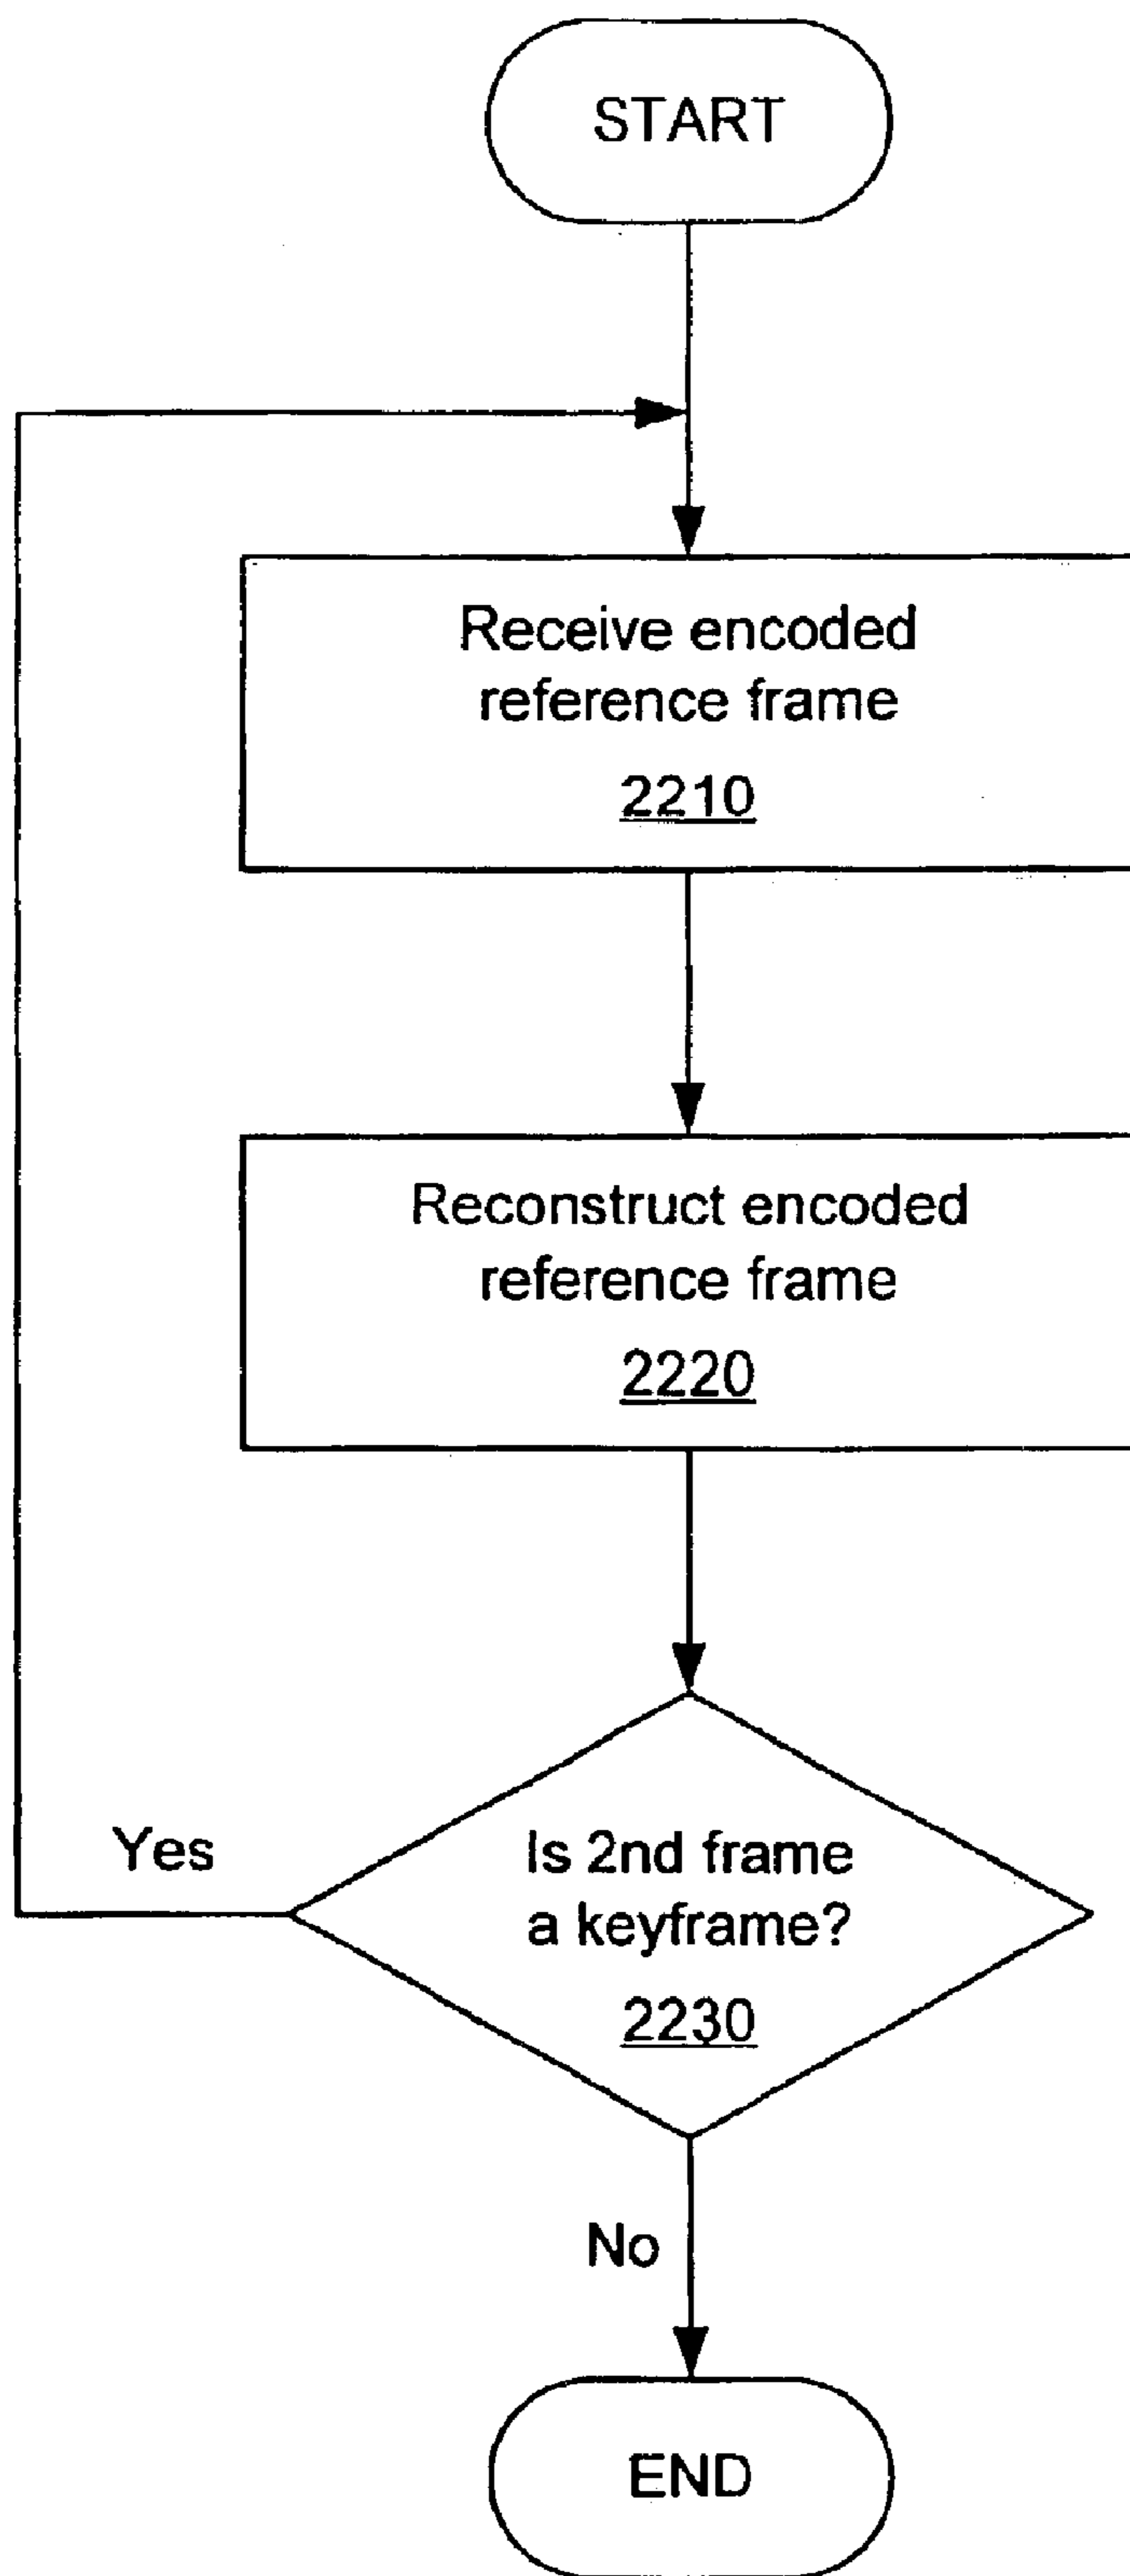 START
Receive encoded
reference frame
2210
Reconstruct encoded
reference frame
2220
Is 2nd frame
a keyframe?
2230
Yes
No
END